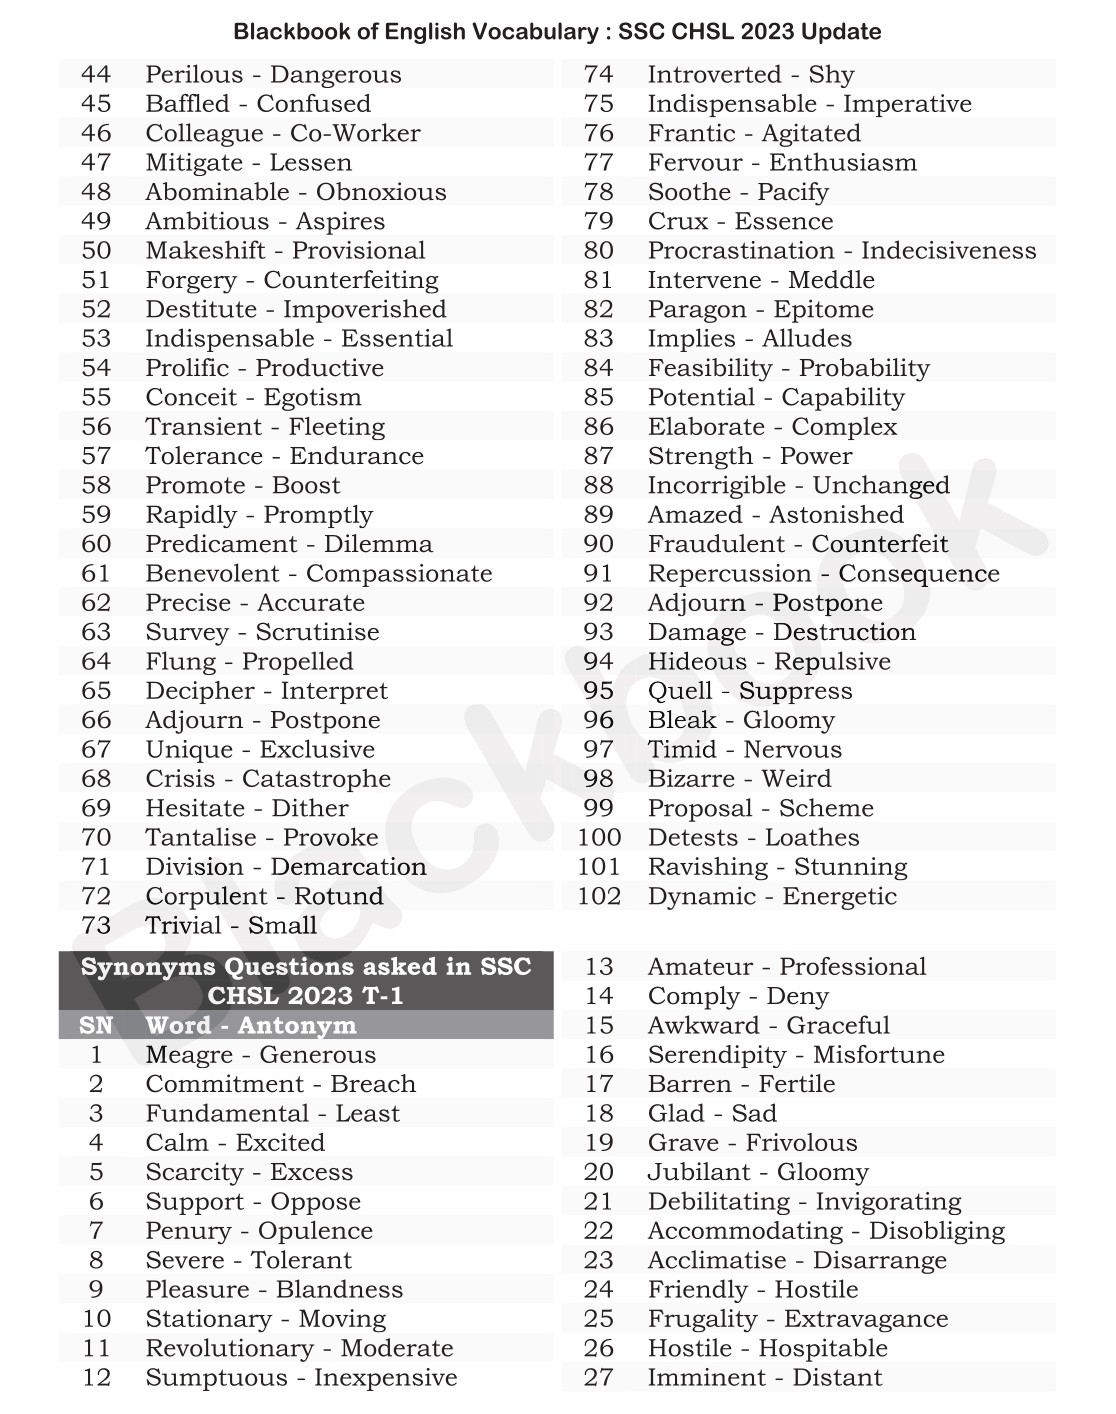 Blackbook of English Vocabulary : SSC CHSL 2023 Update
44 Perilous - Dangerous
45 Baffled - Confused
46 Colleague - Co-Worker
47 Mitigate - Lessen
48 Abominable - Obnoxious
49 Ambitious - Aspires
50 Makeshift - Provisional
51 Forgery - Counterfeiting
52 Destitute - Impoverished
53 Indispensable - Essential
54 Prolific - Productive
55 Conceit - Egotism
56 Transient - Fleeting
57 Tolerance - Endurance
58 Promote - Boost
59 Rapidly - Promptly
60 Predicament - Dilemma
61 Benevolent - Compassionate
62 Precise - Accurate
63 Survey - Scrutinise
64 Flung - Propelled
65 Decipher - Interpret
66 Adjourn - Postpone
67 Unique - Exclusive
68 Crisis - Catastrophe
69 Hesitate - Dither
70 Tantalise - Provoke
71 Division - Demarcation
72 Corpulent - Rotund
73 Trivial - Small
74 Introverted - Shy
75 Indispensable - Imperative
76 Frantic - Agitated
77 Fervour - Enthusiasm
78 Soothe - Pacify
79 Crux - Essence
80 Procrastination - Indecisiveness
81 Intervene - Meddle
82 Paragon - Epitome
83 Implies - Alludes
84 Feasibility - Probability
85 Potential - Capability
86 Elaborate - Complex
87 Strength - Power
88 Incorrigible - Unchanged
89 Amazed - Astonished
90 Fraudulent - Counterfeit
91 Repercussion - Consequence
92 Adjourn - Postpone
93 Damage - Destruction
94 Hideous - Repulsive
95 Quell - Suppress
96 Bleak - Gloomy
97 Timid - Nervous
98 Bizarre - Weird
99 Proposal - Scheme
100 Detests - Loathes
101 Ravishing - Stunning
102 Dynamic - Energetic
Synonyms Questions asked in SSC
CHSL 2023 T-1
SN Word - Antonym
1 Meagre - Generous
2 Commitment - Breach
3 Fundamental - Least
4 Calm - Excited
5 Scarcity - Excess
6 Support - Oppose
7 Penury - Opulence
8 Severe - Tolerant
9 Pleasure - Blandness
10 Stationary - Moving
11 Revolutionary - Moderate
12 Sumptuous - Inexpensive
13 Amateur - Professional
14 Comply - Deny
15 Awkward - Graceful
16 Serendipity - Misfortune
17 Barren - Fertile
18 Glad - Sad
19 Grave - Frivolous
20 Jubilant - Gloomy
21 Debilitating - Invigorating
22 Accommodating - Disobliging
23 Acclimatise - Disarrange
24 Friendly - Hostile
25 Frugality - Extravagance
26 Hostile - Hospitable
27 Imminent - Distant
Blackbook